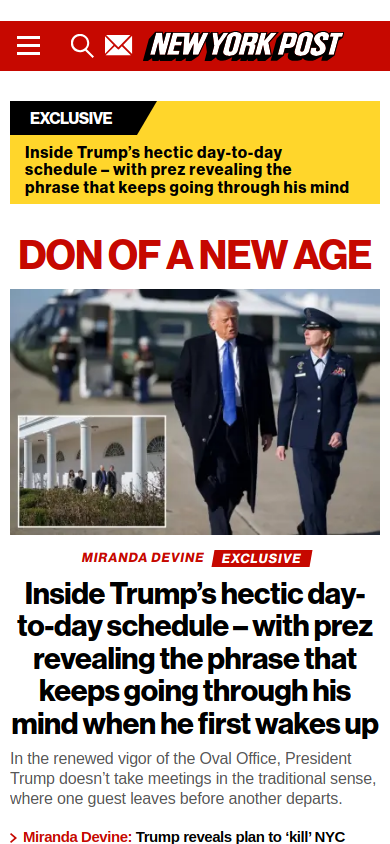 NEW YORK POST
EXCLUSIVE
Inside Trump’s hectic day-to-day
schedule – with prez revealing the
phrase that keeps going through his mind
DON OF A NEW AGE
MIRANDA DEVINE EXCLUSIVE
Inside Trump’s hectic day-
to-day schedule – with prez
revealing the phrase that
keeps going through his
mind when he first wakes up
In the renewed vigor of the Oval Office, President
Trump doesn’t take meetings in the traditional sense,
where one guest leaves before another departs.
Miranda Devine: Trump reveals plan to ‘kill’ NYC